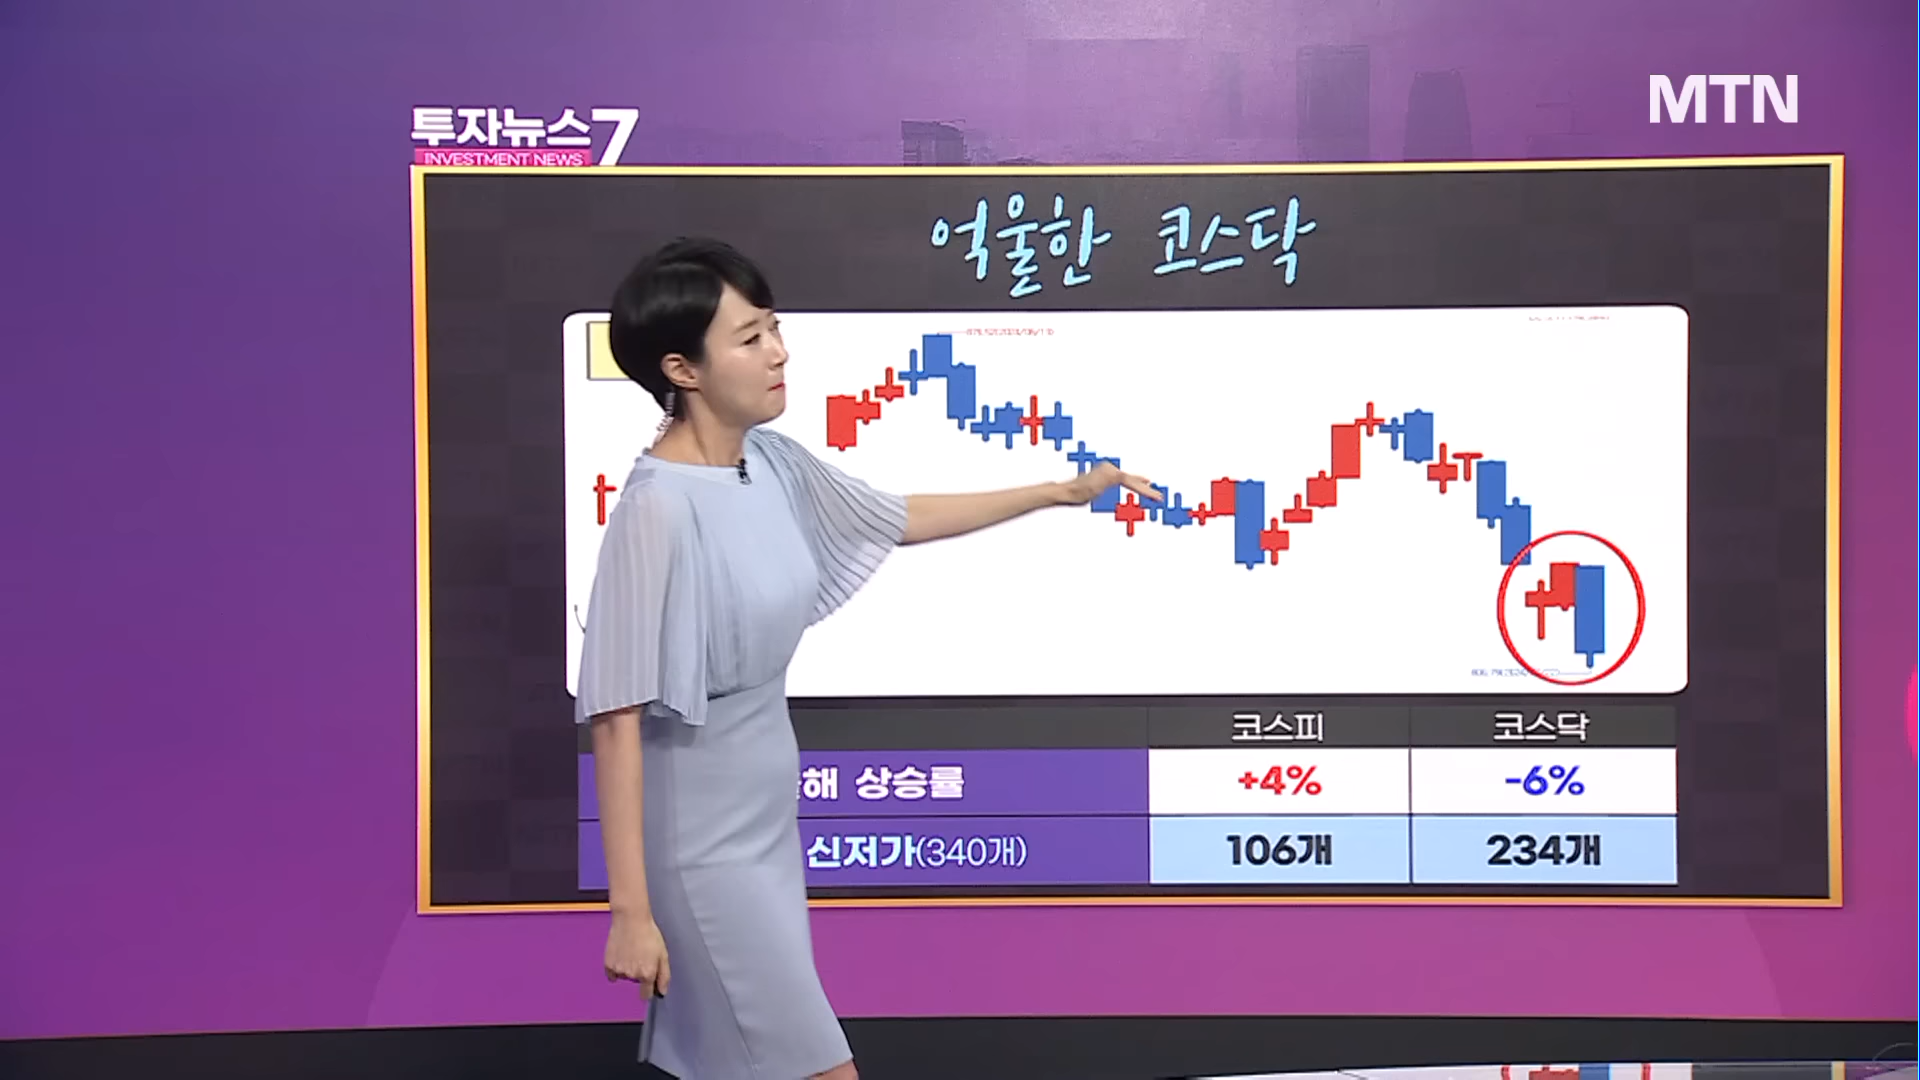 MTN
투자뉴스7
INVESTMENT NEWS
억울한 코스닥
코스피 코스닥
해 상승률 +4% -6%
신저가(340개) 106개 234개